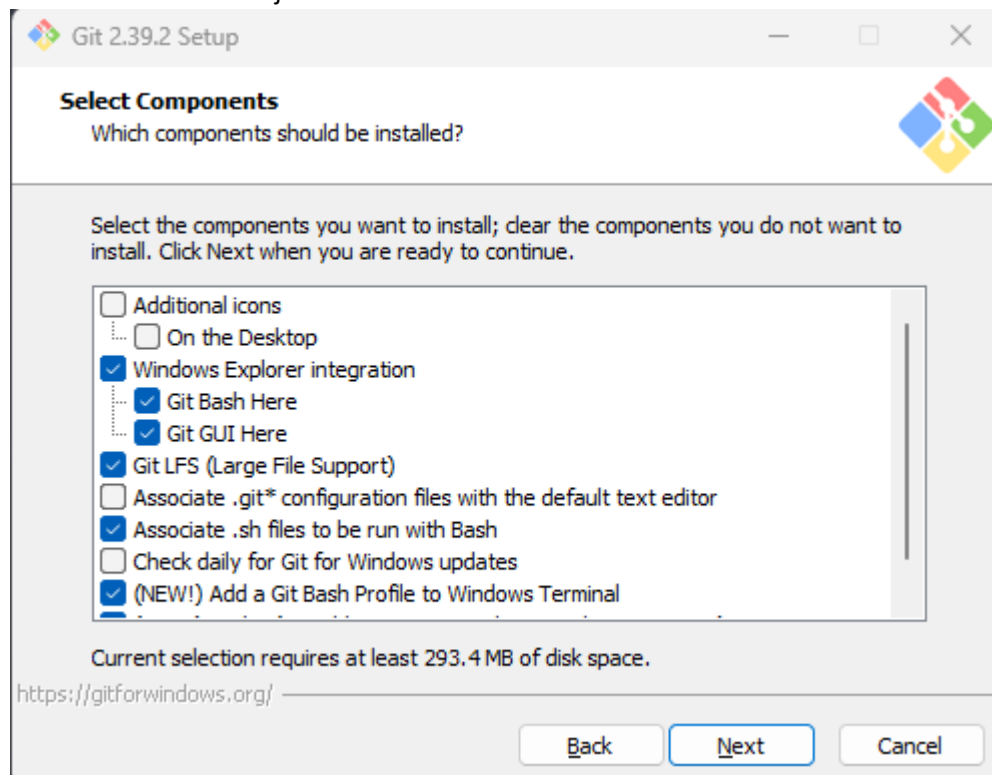 Git 2.39.2 Setup
Select Components
Which components should be installed?
Select the components you want to install; clear the components you do not want to
install. Click Next when you are ready to continue.
Additional icons
On the Desktop
Windows Explorer integration
Git Bash Here
Git GUI Here
Git LFS (Large File Support)
Associate .git* configuration files with the default text editor
Associate .sh files to be run with Bash
Check daily for Git for Windows updates
(NEW!) Add a Git Bash Profile to Windows Terminal
Current selection requires at least 293.4 MB of disk space.
https://gitforwindows.org/
Back Next Cancel